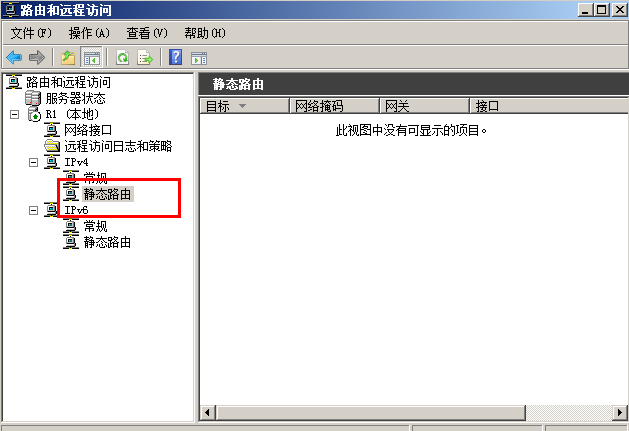 路由和远程访问
文件(F) 操作(A) 查看(V) 帮助(H)
路由和远程访问
服务器状态
R1 (本地)
网络接口
远程访问日志和策略
IPv4
常规
静态路由
IPv6
常规
静态路由
静态路由
目标 网络掩码 网关 接口
此视图中没有可显示的项目。